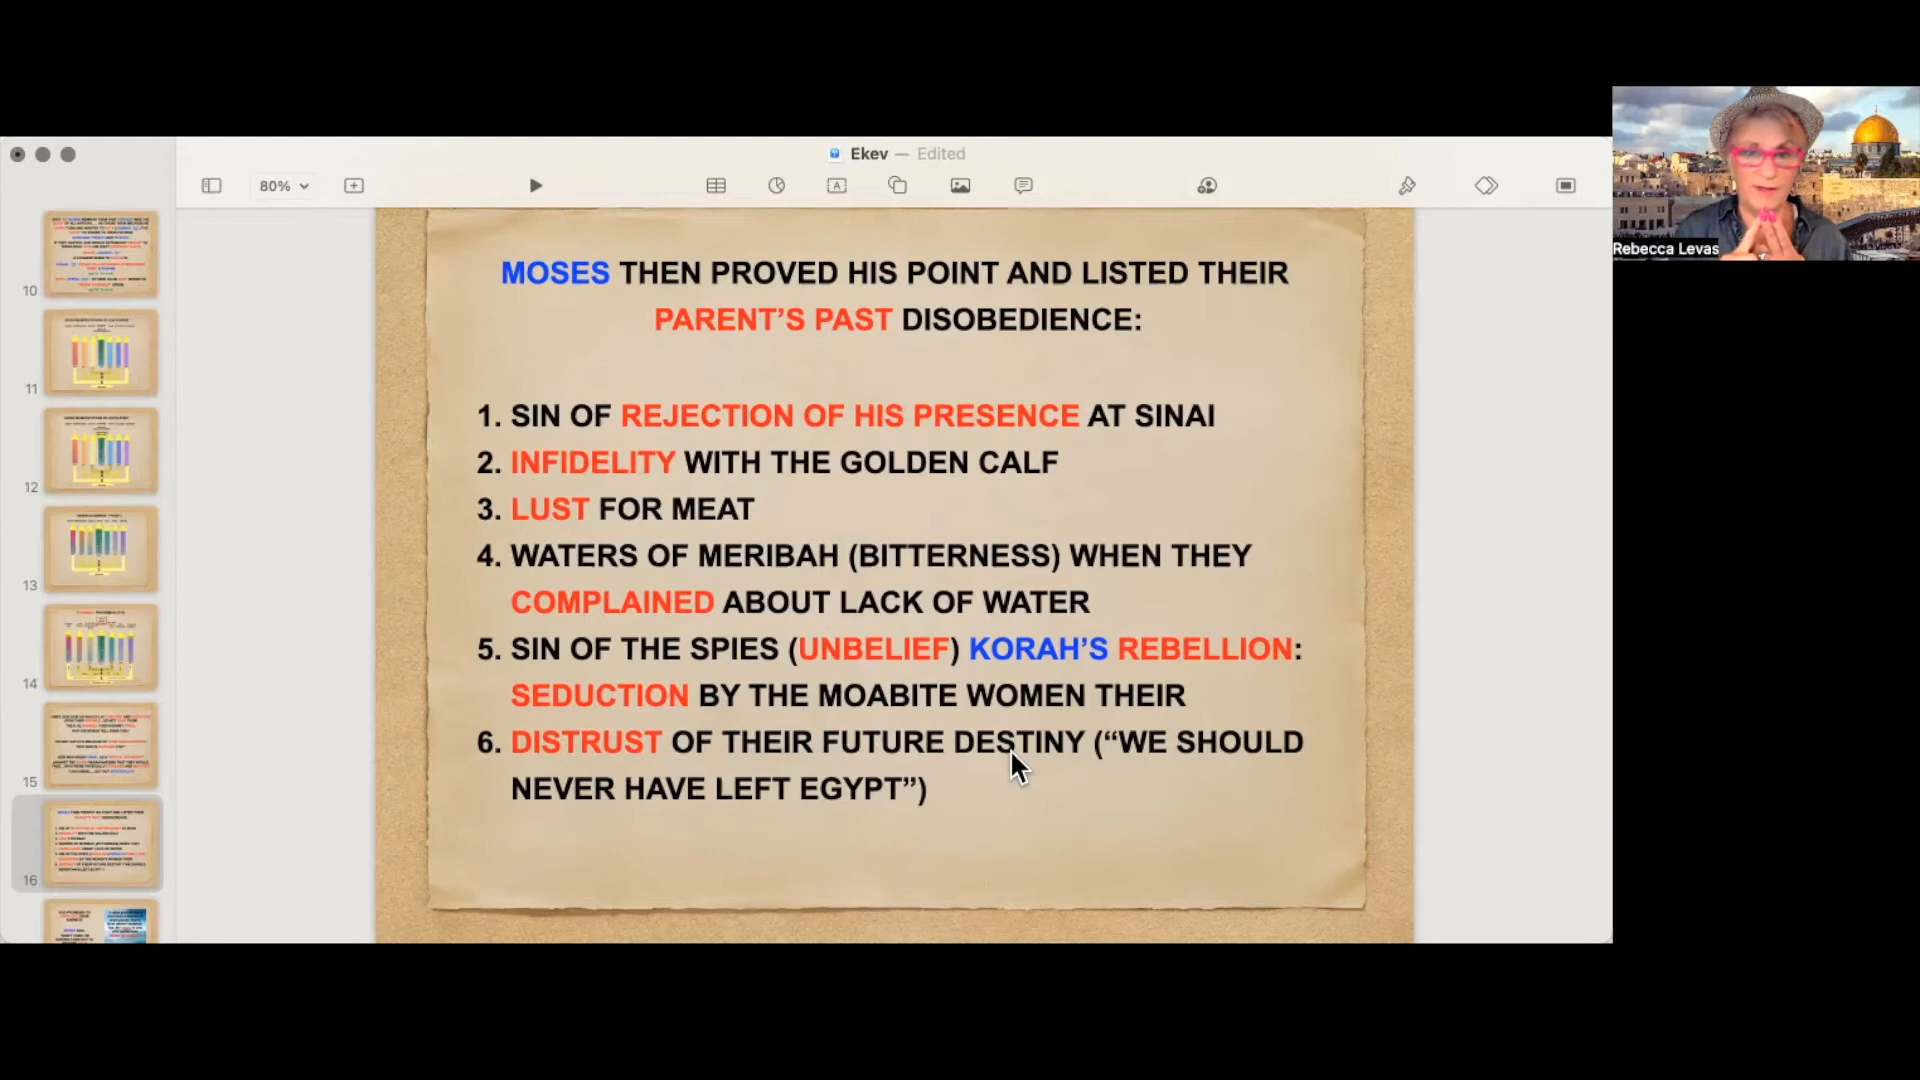 Ekev — Edited
80%
MOSES THEN PROVED HIS POINT AND LISTED THEIR
PARENT’S PAST DISOBEDIENCE:
1. SIN OF REJECTION OF HIS PRESENCE AT SINAI
2. INFIDELITY WITH THE GOLDEN CALF
3. LUST FOR MEAT
4. WATERS OF MERIBAH (BITTERNESS) WHEN THEY
COMPLAINED ABOUT LACK OF WATER
5. SIN OF THE SPIES (UNBELIEF) KORAH’S REBELLION:
SEDUCTION BY THE MOABITE WOMEN THEIR
6. DISTRUST OF THEIR FUTURE DESTINY (“WE SHOULD
NEVER HAVE LEFT EGYPT”)
10
11
12
13
14
15
16
Rebecca Levas